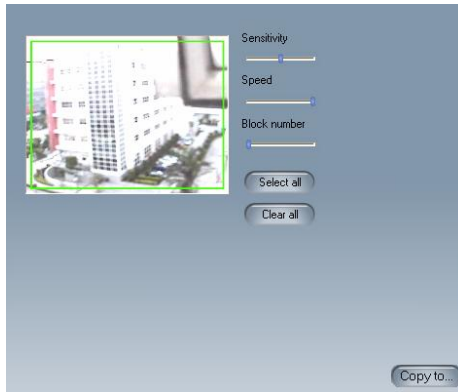 Sensitivity
Speed
Block number
Select all
Clear all
Copy to...